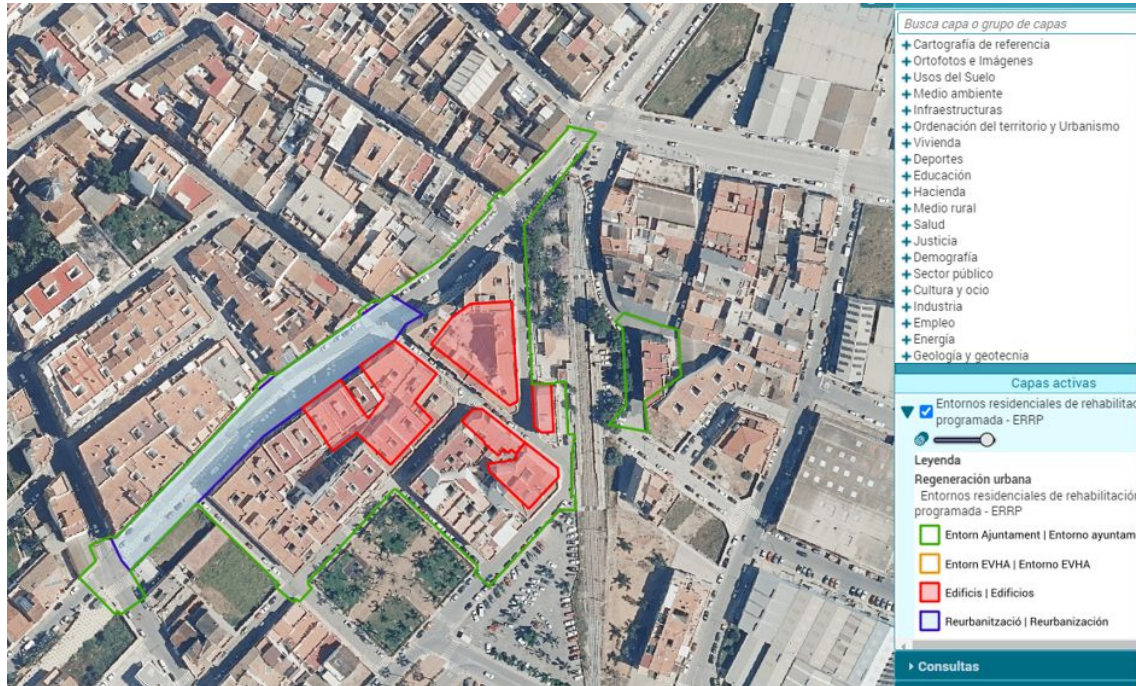 Busca capa o grupo de capas
+ Cartografía de referencia
+ Ortofotos e Imágenes
+ Usos del Suelo
+ Medio ambiente
+ Infraestructuras
+ Ordenación del territorio y Urbanismo
+ Vivienda
+ Deportes
+ Educación
+ Hacienda
+ Medio rural
+ Salud
+ Justicia
+ Demografía
+ Sector público
+ Cultura y ocio
+ Industria
+ Empleo
+ Energía
+ Geología y geotecnia
Capas activas
Entornos residenciales de rehabilitac
programada - ERRP
Leyenda
Regeneración urbana
Entornos residenciales de rehabilitación
programada - ERRP
Entorn Ajuntament | Entorno ayuntam
Entorn EVHA | Entorno EVHA
Edificis | Edificios
Reurbanització | Reurbanización
Consultas